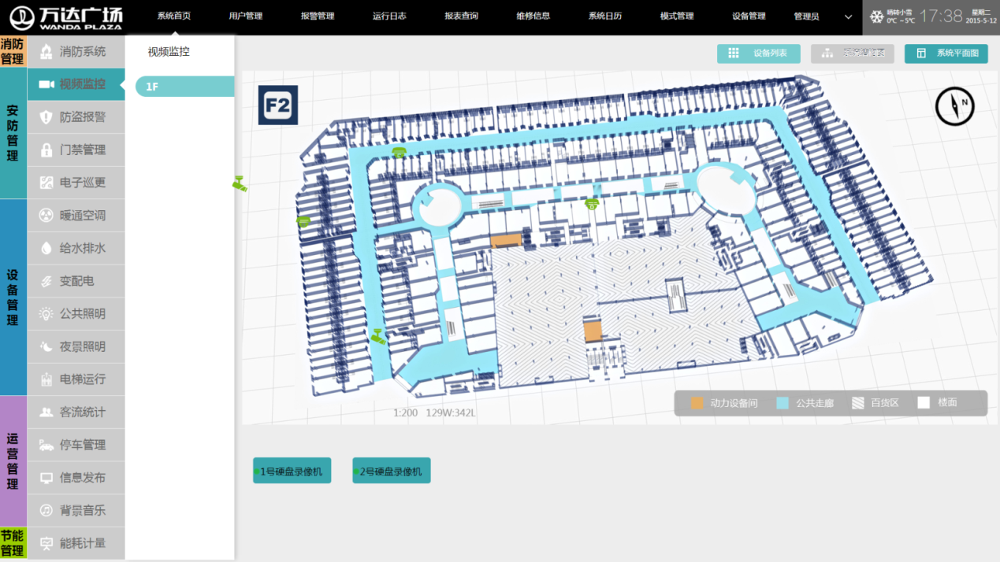 万达广场
WANDA PLAZA
系统首页
用户管理
报警管理
运行日志
报表查询
维修信息
系统日历
模式管理
设备管理
管理员
晴转小雪
0℃ ~ 5℃
17:38
星期二
2015-5-12
消防管理
安防管理
设备管理
运营管理
节能管理
消防系统
视频监控
防盗报警
门禁管理
电子巡更
暖通空调
给水排水
变配电
公共照明
夜景照明
电梯运行
客流统计
停车管理
信息发布
背景音乐
能耗计量
视频监控
1F
设备列表
系统平面图
F2
N
1:200 129W:342L
动力设备间
公共走廊
百货区
楼面
1号硬盘录像机
2号硬盘录像机